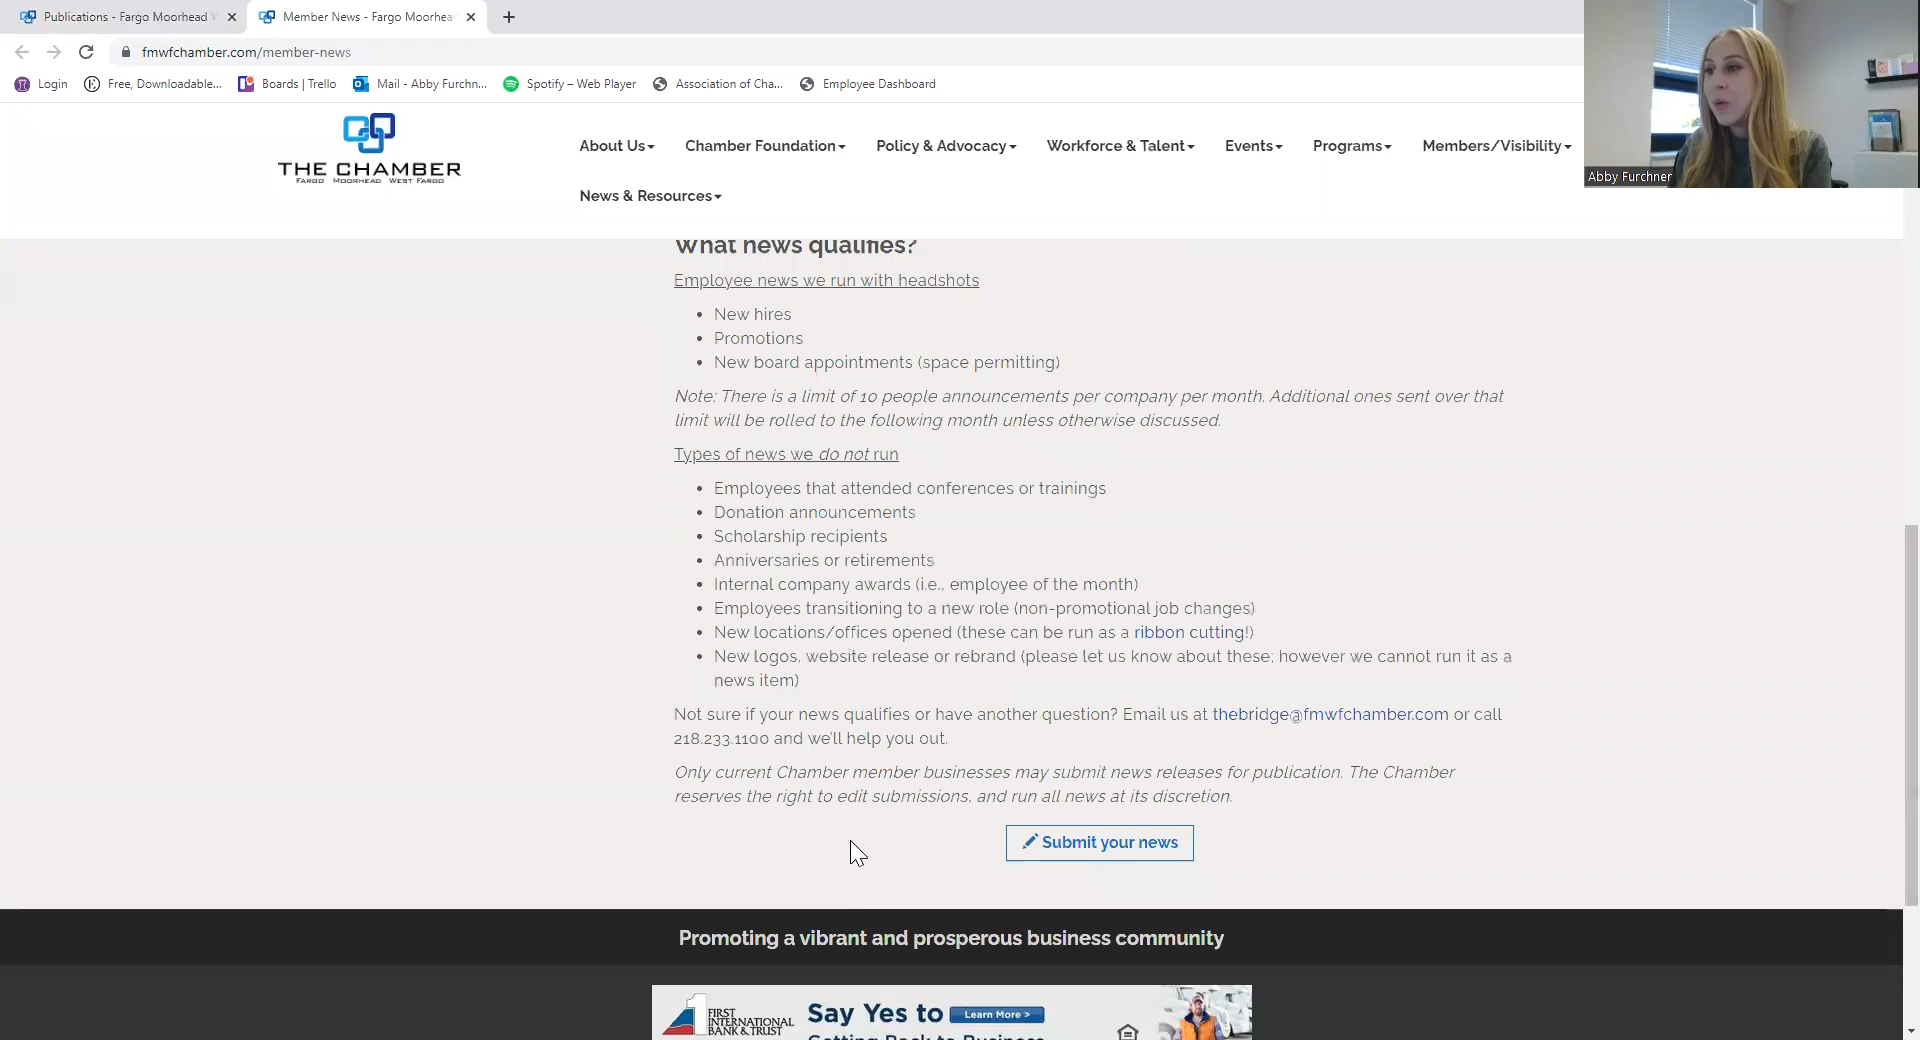 Publications - Fargo Moorhead W
Member News - Fargo Moorhea
fmwfchamber.com/member-news
Login
Free, Downloadable...
Boards | Trello
Mail - Abby Furchn...
Spotify – Web Player
Association of Cha...
Employee Dashboard
THE CHAMBER
FARGO MOORHEAD WEST FARGO
About Us
Chamber Foundation
Policy & Advocacy
Workforce & Talent
Events
Programs
Members/Visibility
News & Resources
Abby Furchner
What news qualifies?
Employee news we run with headshots
• New hires
• Promotions
• New board appointments (space permitting)
Note: There is a limit of 10 people announcements per company per month. Additional ones sent over that
limit will be rolled to the following month unless otherwise discussed.
Types of news we do not run
• Employees that attended conferences or trainings
• Donation announcements
• Scholarship recipients
• Anniversaries or retirements
• Internal company awards (i.e., employee of the month)
• Employees transitioning to a new role (non-promotional job changes)
• New locations/offices opened (these can be run as a ribbon cutting!)
• New logos, website release or rebrand (please let us know about these; however we cannot run it as a
news item)
Not sure if your news qualifies or have another question? Email us at thebridge@fmwfchamber.com or call
218.233.1100 and we'll help you out.
Only current Chamber member businesses may submit news releases for publication. The Chamber
reserves the right to edit submissions, and run all news at its discretion.
Submit your news
Promoting a vibrant and prosperous business community
1
FIRST
INTERNATIONAL
BANK & TRUST
Say Yes to
Learn More >
Getting Back to Business